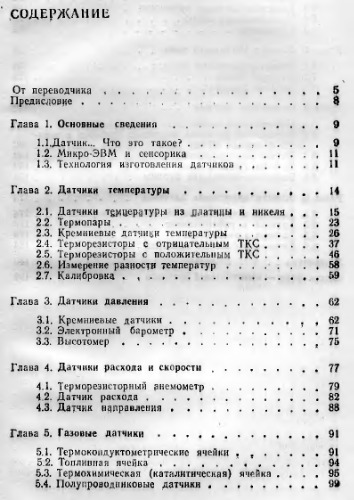 СОДЕРЖАНИЕ
От переводчика . . . . . . . . . . . . . . . 5
Предисловие . . . . . . . . . . . . . . . . 8
Глава 1. Основные сведения . . . . . . . . . . 9
1.1.Датчик... Что это такое? . . . . . . . . . . 9
1.2. Микро-ЭВМ и сенсорика . . . . . . . . . 11
1.3. Технология изготовления датчиков . . . . . . 11
Глава 2. Датчики температуры . . . . . . . . . 14
2.1. Датчики температуры из платины и никеля . . . 15
2.2. Термопары . . . . . . . . . . . . . . 23
2.3. Кремниевые датчики температуры . . . . . . 26
2.4. Терморезисторы с отрицательным ТКС . . . . 37
2.5. Терморезисторы с положительным ТКС . . . . 46
2.6. Измерение разности температур . . . . . . . 58
2.7. Калибровка . . . . . . . . . . . . . . 59
Глава 3. Датчики давления . . . . . . . . . . 62
3.1. Кремниевые датчики . . . . . . . . . . . 62
3.2. Электронный барометр . . . . . . . . . . 71
3.3. Высотомер . . . . . . . . . . . . . . 75
Глава 4. Датчики расхода и скорости . . . . . . . 77
4.1. Терморезисторный анемометр . . . . . . . . 79
4.2. Датчик расхода . . . . . . . . . . . . . 82
4.3. Датчик направления . . . . . . . . . . . 88
Глава 5. Газовые датчики . . . . . . . . . . . 91
5.1. Термокондуктометрические ячейки . . . . . . 91
5.2. Топливная ячейка . . . . . . . . . . . . 94
5.3. Термохимическая (каталитическая) ячейка . . . 95
5.4. Полупроводниковые датчики . . . . . . . . 99